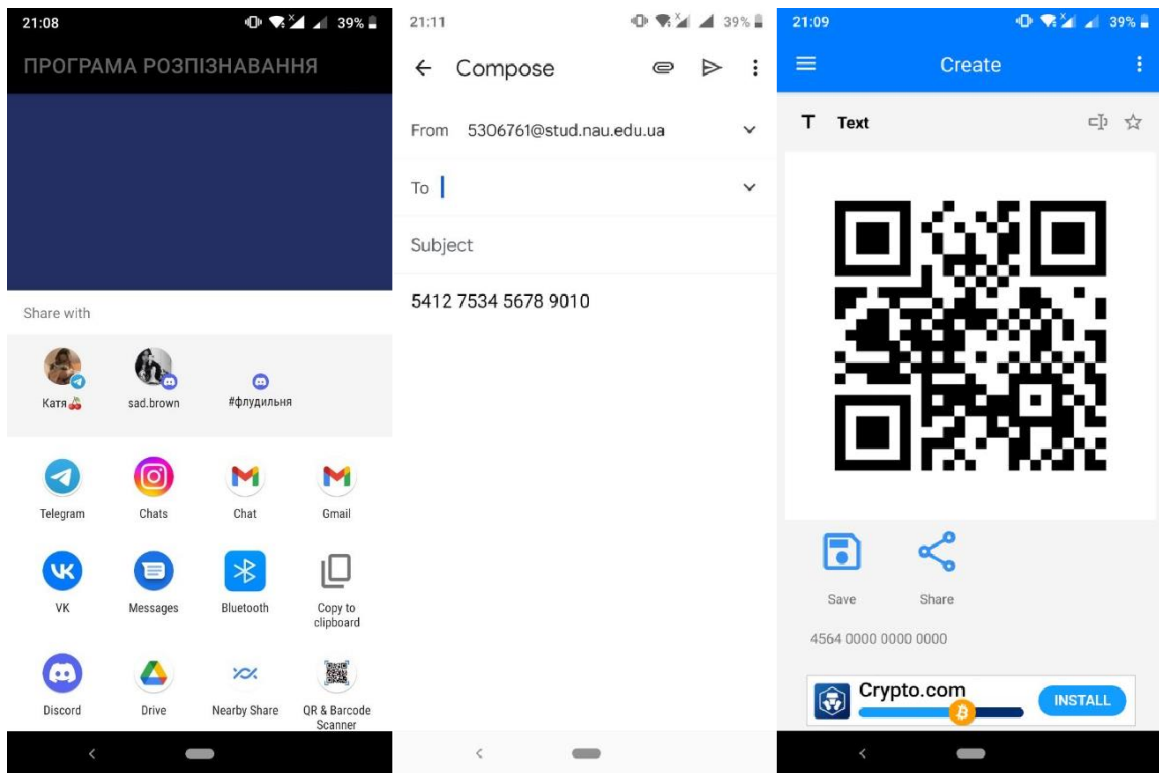 21:08
39%
ПРОГРАМА РОЗПІЗНАВАННЯ
Share with
Катя🍒
sad.brown
#флудильня
Telegram
Chats
Chat
Gmail
VK
Messages
Bluetooth
Copy to
clipboard
Discord
Drive
Nearby Share
QR & Barcode
Scanner
21:11
39%
Compose
From 5306761@stud.nau.edu.ua
To
Subject
5412 7534 5678 9010
21:09
39%
Create
T Text
Save
Share
4564 0000 0000 0000
Crypto.com
INSTALL